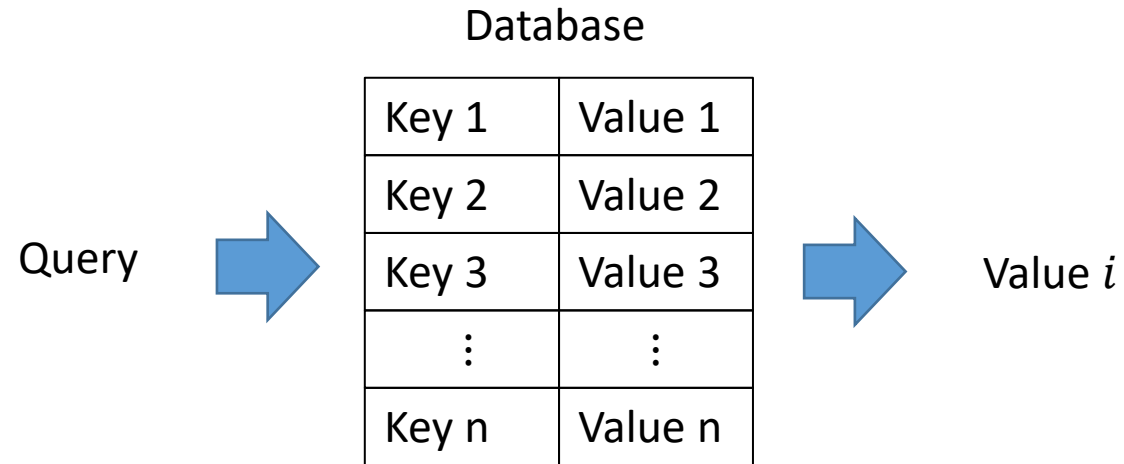 Database
Key 1 Value 1
Key 2 Value 2
Query Key 3 Value 3 Value 𝑖
⋮ ⋮
Key n Value n